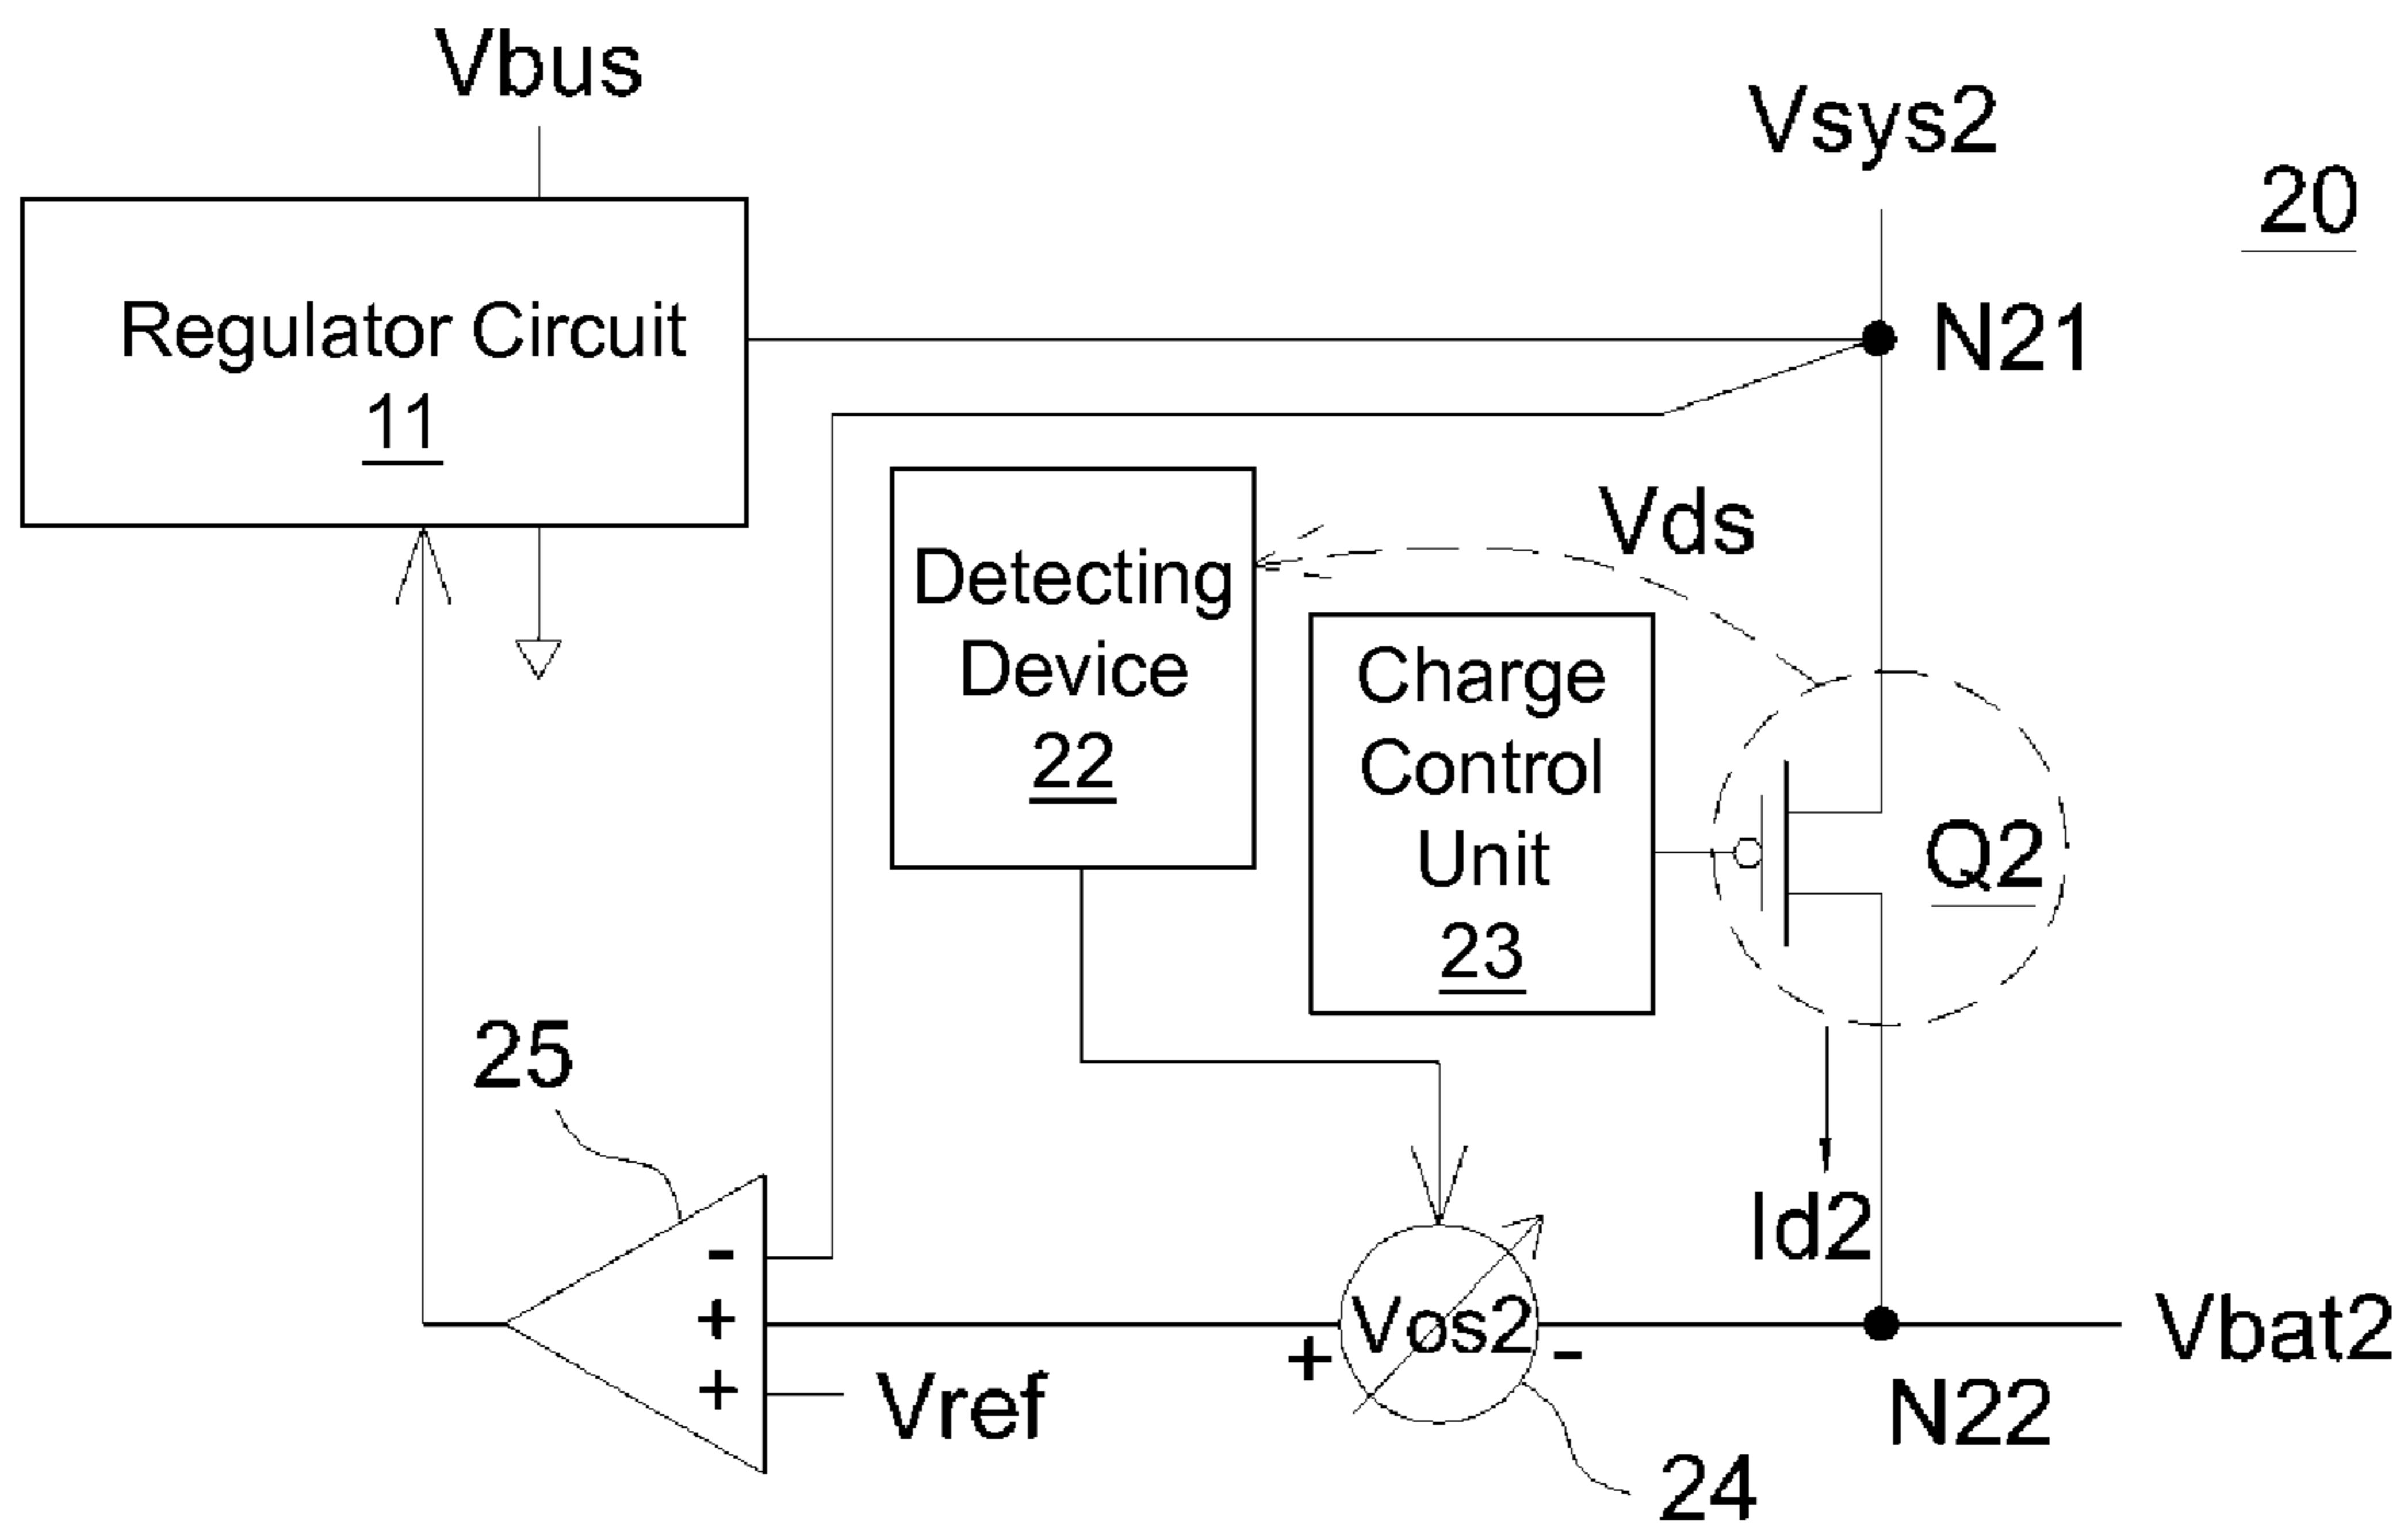 Vbus
Vsys2
20
Regulator Circuit
11
N21
Vds
Detecting
Device
22
Charge
Control
Unit
23
Q2
25
Id2
-
+
+
Vref
+
Vos2
-
Vbat2
N22
24